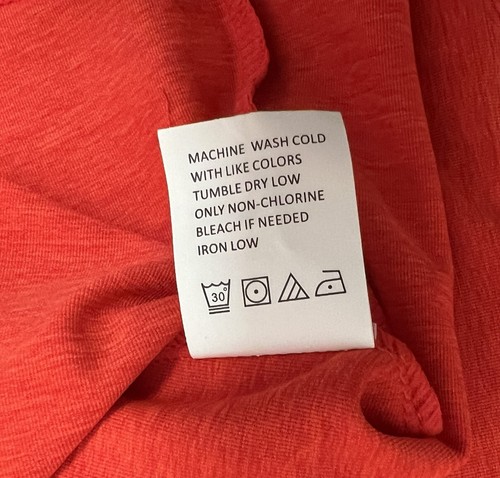 MACHINE WASH COLD
WITH LIKE COLORS
TUMBLE DRY LOW
ONLY NON-CHLORINE
BLEACH IF NEEDED
IRON LOW
30°